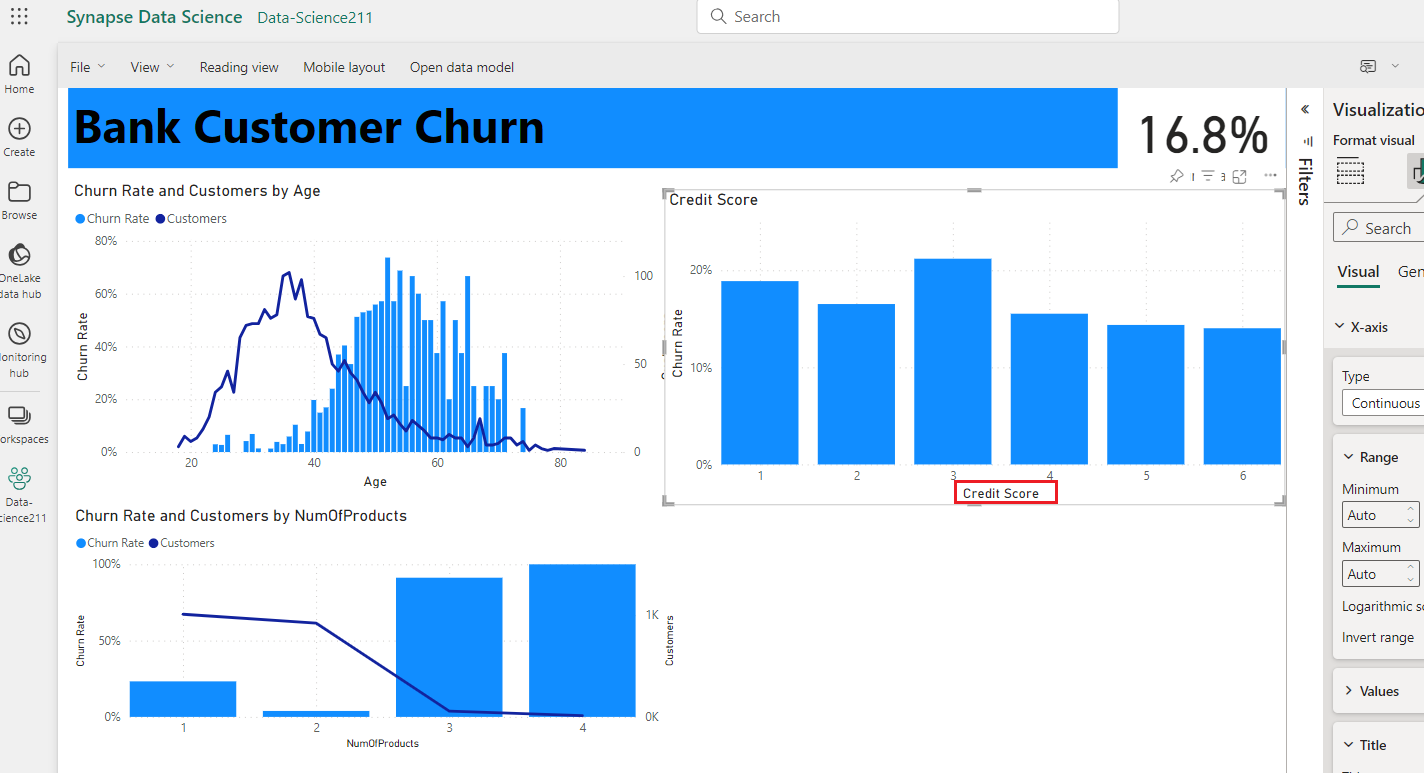 Synapse Data Science Data-Science211
Search
File View Reading view Mobile layout Open data model
Home
Create
Browse
OneLake
data hub
onitoring
hub
orkspaces
Data-
cience211
Bank Customer Churn
16.8%
Churn Rate and Customers by Age
Churn Rate Customers
80%
60%
40%
20%
0%
Churn Rate
100
50
0
20 40 60 80
Age
Credit Score
20%
10%
0%
Churn Rate
1 2 3 4 5 6
Credit Score
Churn Rate and Customers by NumOfProducts
Churn Rate Customers
100%
50%
0%
Churn Rate
1K
0K
Customers
1 2 3 4
NumOfProducts
Filters
Visualizatio
Format visual
Search
Visual Gen
X-axis
Type
Continuous
Range
Minimum
Auto
Maximum
Auto
Logarithmic sc
Invert range
Values
Title